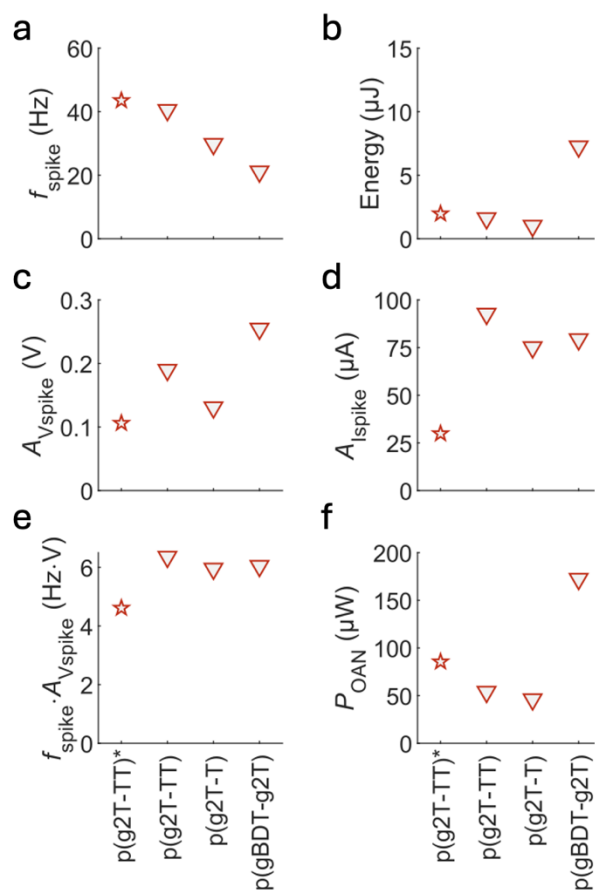 a
60
40
20
0
f_spike (Hz)
b
15
10
5
0
Energy (μJ)
c
0.3
0.2
0.1
0
A_Vspike (V)
d
100
75
50
25
0
A_Ispike (μA)
e
6
4
2
0
f_spike·A_Vspike (Hz·V)
p(g2T-TT)*
p(g2T-TT)
p(g2T-T)
p(gBDT-g2T)
f
200
150
100
50
0
P_OAN (μW)
p(g2T-TT)*
p(g2T-TT)
p(g2T-T)
p(gBDT-g2T)